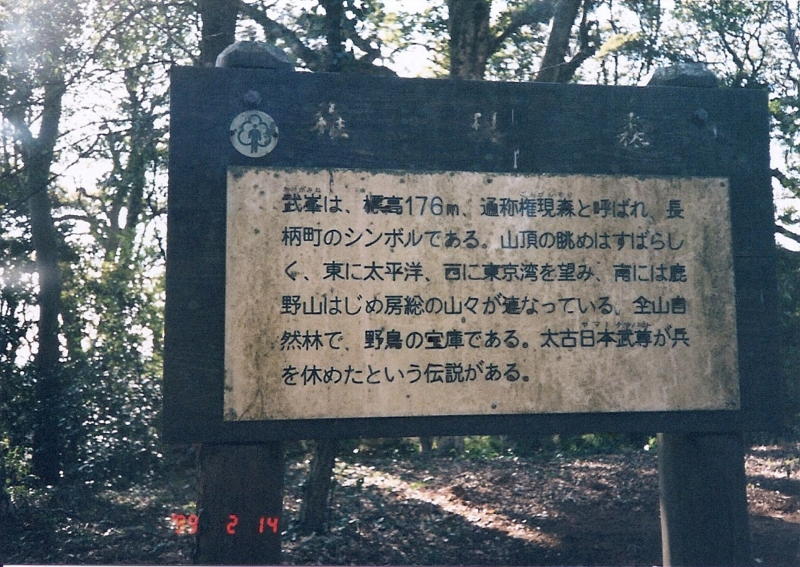 権現森
武峯は、標高176m、通称権現森と呼ばれ、長
柄町のシンボルである。山頂の眺めはすばらし
く、東に太平洋、西に東京湾を望み、南には鹿
野山はじめ房総の山々が連なっている。全山自
然林で、野鳥の宝庫である。太古日本武尊が兵
を休めたという伝説がある。
2 14